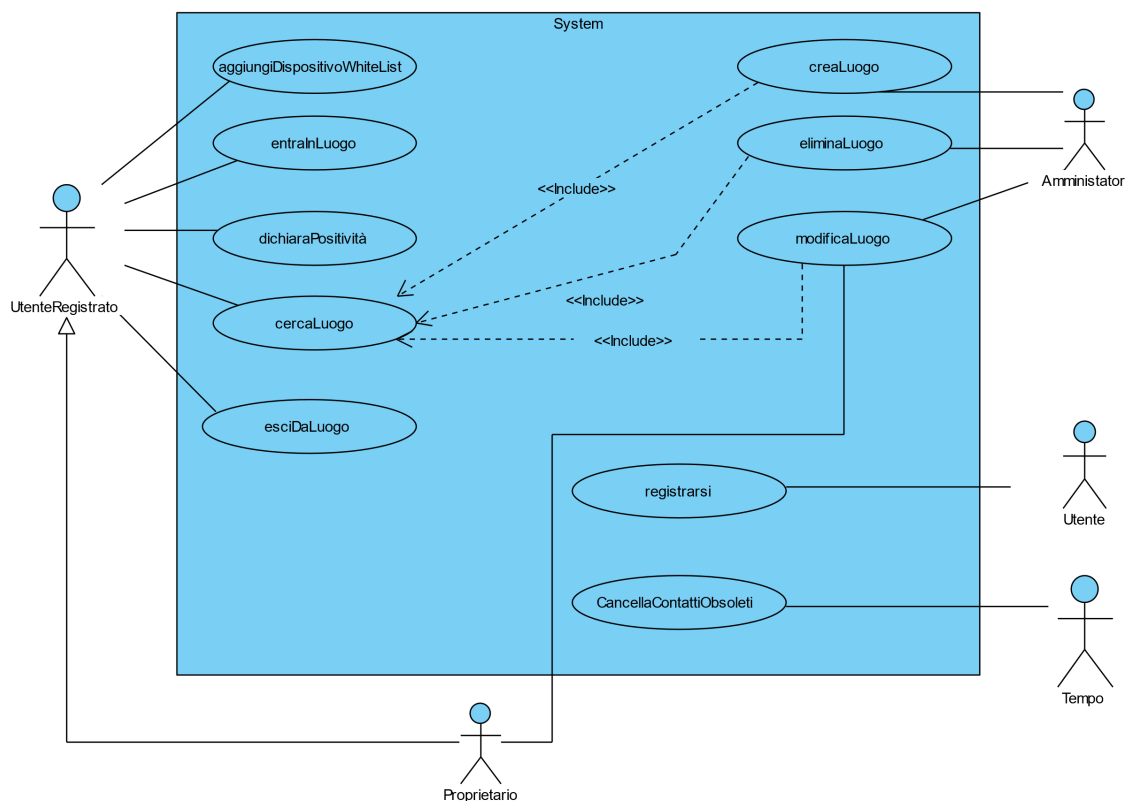 System
aggiungiDispositivoWhiteList
creaLuogo
entraInLuogo
eliminaLuogo
Amministator
<<Include>>
dichiaraPositività
modificaLuogo
UtenteRegistrato
<<Include>>
cercaLuogo
<<Include>>
esciDaLuogo
registrarsi
Utente
CancellaContattiObsoleti
Tempo
Proprietario